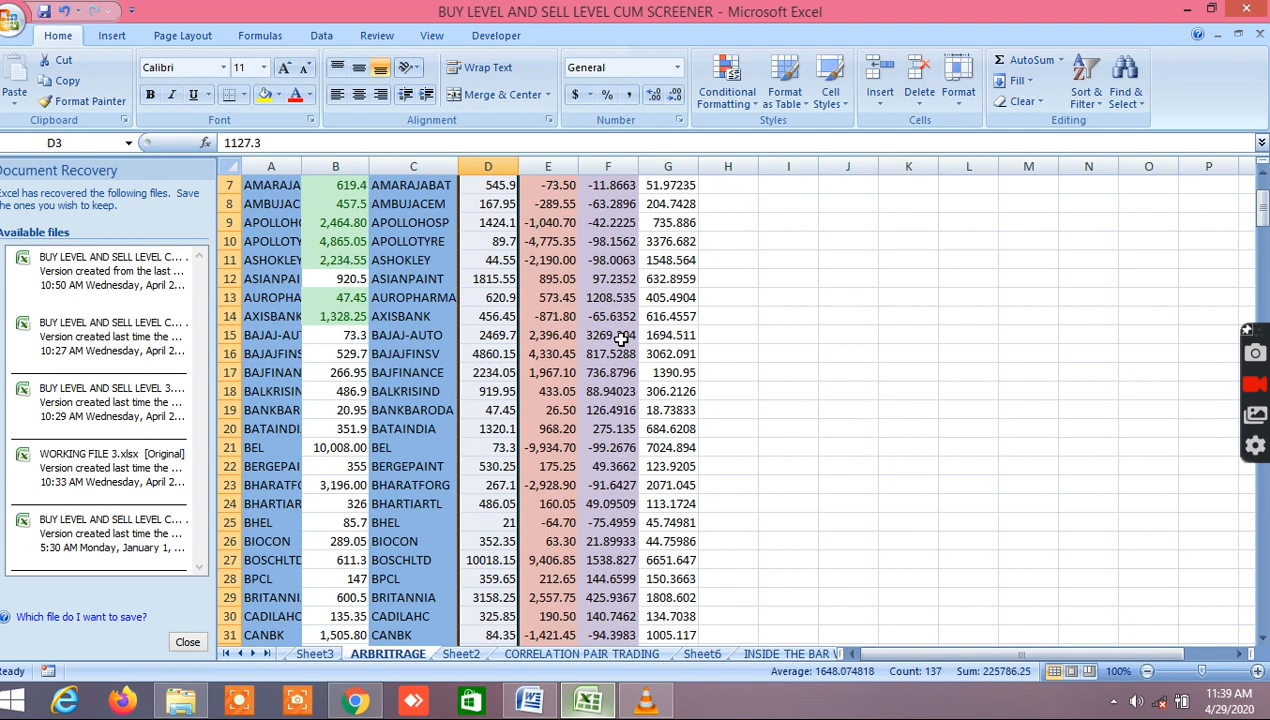 BUY LEVEL AND SELL LEVEL CUM SCREENER - Microsoft Excel
Home Insert Page Layout Formulas Data Review View Developer
Cut
Copy
Format Painter
Paste
Calibri 11
B I U
Wrap Text
Merge & Center
General
$ % ,
Conditional Formatting
Format as Table
Cell Styles
Insert Delete Format
AutoSum
Fill
Clear
Sort & Filter
Find & Select
Clipboard Font Alignment Number Styles Cells Editing
D3 fx 1127.3
Document Recovery
Excel has recovered the following files. Save
the ones you wish to keep.
Available files
BUY LEVEL AND SELL LEVEL C... .
Version created from the last ...
10:50 AM Wednesday, April 2...
BUY LEVEL AND SELL LEVEL C... .
Version created last time the ...
10:27 AM Wednesday, April 2...
BUY LEVEL AND SELL LEVEL 3....
Version created last time the ...
10:29 AM Wednesday, April 2...
WORKING FILE 3.xlsx [Original]
Version created last time the ...
10:33 AM Wednesday, April 2...
BUY LEVEL AND SELL LEVEL C... .
Version created last time the ...
5:30 AM Monday, January 1, ...
Which file do I want to save?
Close
A B C D E F G H I J K L M N O P
7 AMARAJA 619.4 AMARAJABAT 545.9 -73.50 -11.8663 51.97235
8 AMBUJAC 457.5 AMBUJACEM 167.95 -289.55 -63.2896 204.7428
9 APOLLOH 2,464.80 APOLLOHOSP 1424.1 -1,040.70 -42.2225 735.886
10 APOLLOTY 4,865.05 APOLLOTYRE 89.7 -4,775.35 -98.1562 3376.682
11 ASHOKLEY 2,234.55 ASHOKLEY 44.55 -2,190.00 -98.0063 1548.564
12 ASIANPAI 920.5 ASIANPAINT 1815.55 895.05 97.2352 632.8959
13 AUROPHA 47.45 AUROPHARMA 620.9 573.45 1208.535 405.4904
14 AXISBANK 1,328.25 AXISBANK 456.45 -871.80 -65.6352 616.4557
15 BAJAJ-AU 73.3 BAJAJ-AUTO 2469.7 2,396.40 1694.511
16 BAJAJFINS 529.7 BAJAJFINSV 4860.15 4,330.45 817.5288 3062.091
17 BAJFINAN 266.95 BAJFINANCE 2234.05 1,967.10 736.8796 1390.95
18 BALKRISI 486.9 BALKRISIND 919.95 433.05 88.94023 306.2126
19 BANKBAR 20.95 BANKBARODA 47.45 26.50 126.4916 18.73833
20 BATAINDI 351.9 BATAINDIA 1320.1 968.20 275.135 684.6208
21 BEL 10,008.00 BEL 73.3 -9,934.70 -99.2676 7024.894
22 BERGEPAI 355 BERGEPAINT 530.25 175.25 49.3662 123.9205
23 BHARATFO 3,196.00 BHARATFORG 267.1 -2,928.90 -91.6427 2071.045
24 BHARTIAR 326 BHARTIARTL 486.05 160.05 49.09509 113.1724
25 BHEL 85.7 BHEL 21 -64.70 -75.4959 45.74981
26 BIOCON 289.05 BIOCON 352.35 63.30 21.89933 44.75986
27 BOSCHLTD 611.3 BOSCHLTD 10018.15 9,406.85 1538.827 6651.647
28 BPCL 147 BPCL 359.65 212.65 144.6599 150.3663
29 BRITANNI 600.5 BRITANNIA 3158.25 2,557.75 425.9367 1808.602
30 CADILAHC 135.35 CADILAHC 325.85 190.50 140.7462 134.7038
31 CANBK 1,505.80 CANBK 84.35 -1,421.45 -94.3983 1005.117
Sheet3 ARBRITRAGE Sheet2 CORRELATION PAIR TRADING Sheet6 INSIDE THE BAR
Ready Average: 1648.074818 Count: 137 Sum: 225786.25 100%
11:39 AM
4/29/2020